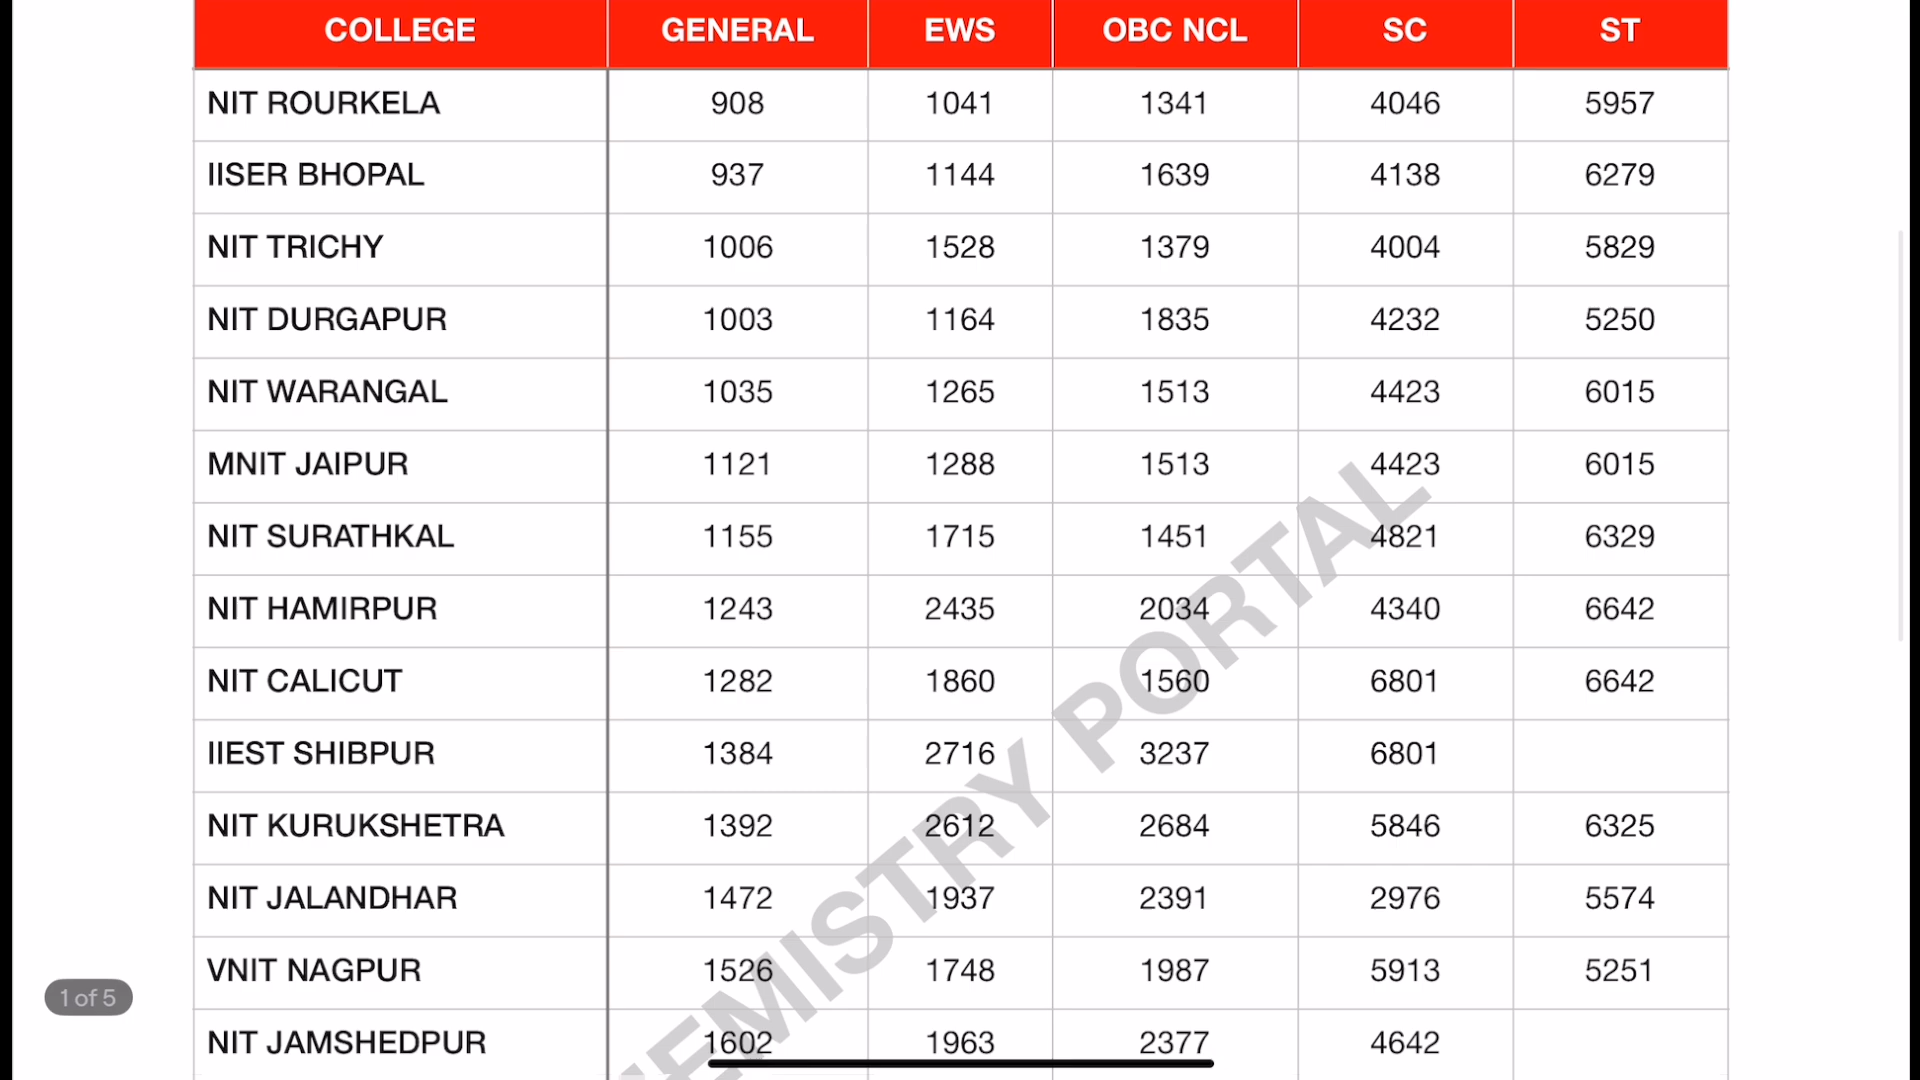 COLLEGE GENERAL EWS OBC NCL SC ST
NIT ROURKELA 908 1041 1341 4046 5957
IISER BHOPAL 937 1144 1639 4138 6279
NIT TRICHY 1006 1528 1379 4004 5829
NIT DURGAPUR 1003 1164 1835 4232 5250
NIT WARANGAL 1035 1265 1513 4423 6015
MNIT JAIPUR 1121 1288 1513 4423 6015
NIT SURATHKAL 1155 1715 1451 4821 6329
NIT HAMIRPUR 1243 2435 2034 4340 6642
NIT CALICUT 1282 1860 1560 6801 6642
IIEST SHIBPUR 1384 2716 3237 6801
NIT KURUKSHETRA 1392 2612 2684 5846 6325
NIT JALANDHAR 1472 1937 2391 2976 5574
VNIT NAGPUR 1526 1748 1987 5913 5251
NIT JAMSHEDPUR 1602 1963 2377 4642
EMISTRY PORTAL
1 of 5